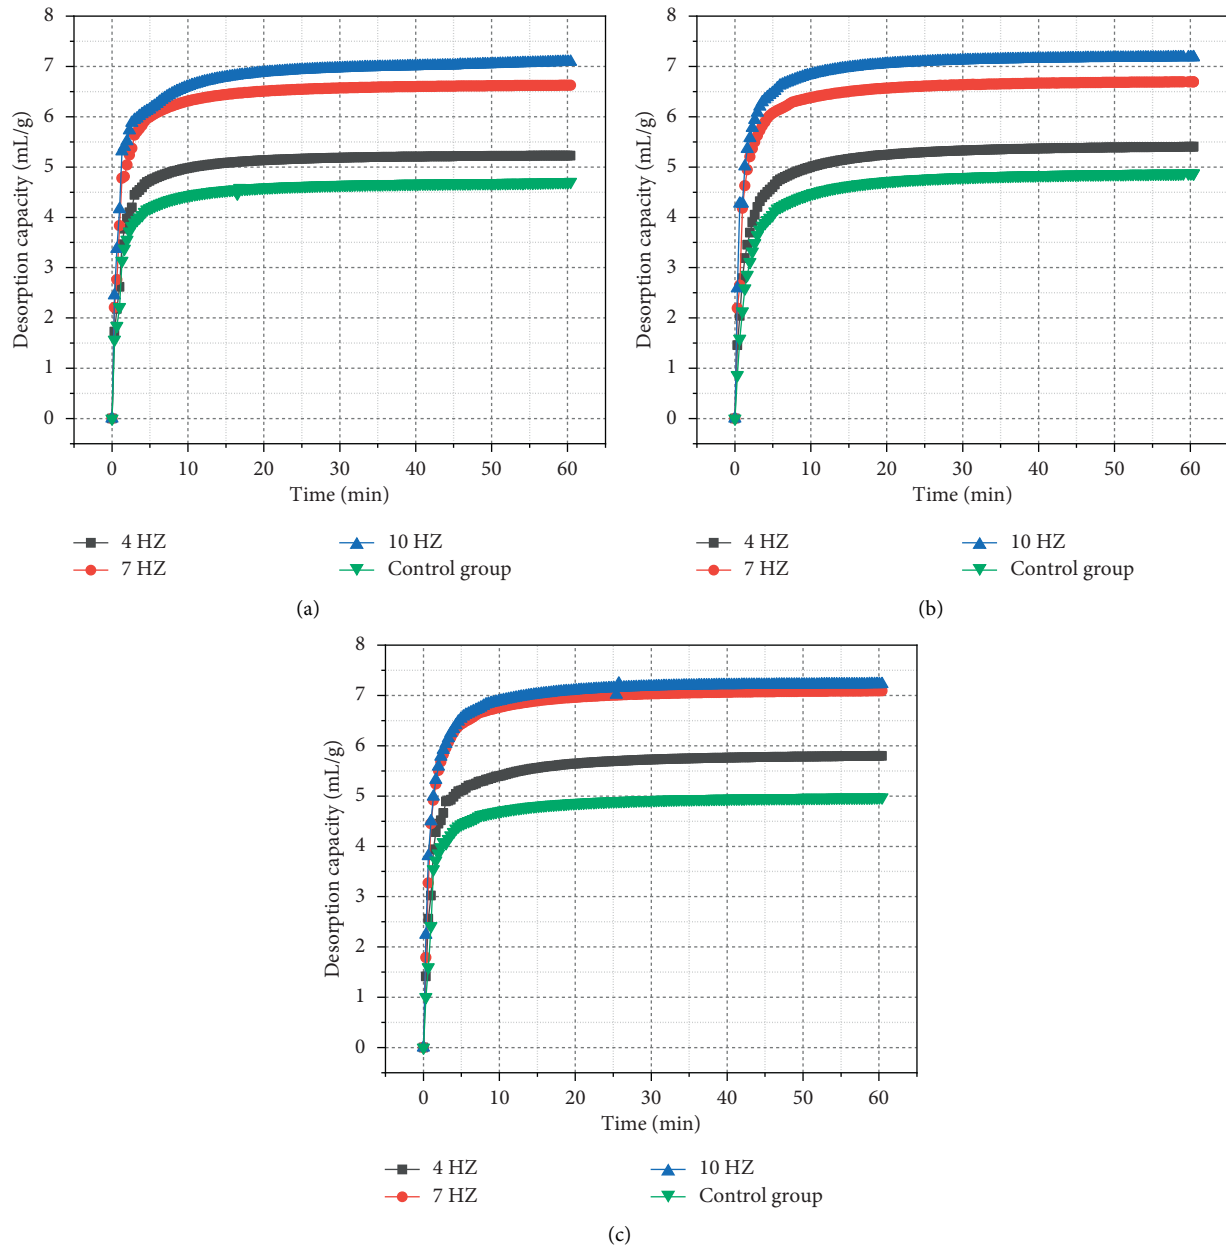 8
7
6
5
4
3
2
1
0
Desorption capacity (mL/g)
0 10 20 30 40 50 60
Time (min)
4 HZ
7 HZ
10 HZ
Control group
(a)
8
7
6
5
4
3
2
1
0
Desorption capacity (mL/g)
0 10 20 30 40 50 60
Time (min)
4 HZ
7 HZ
10 HZ
Control group
(b)
8
7
6
5
4
3
2
1
0
Desorption capacity (mL/g)
0 10 20 30 40 50 60
Time (min)
4 HZ
7 HZ
10 HZ
Control group
(c)